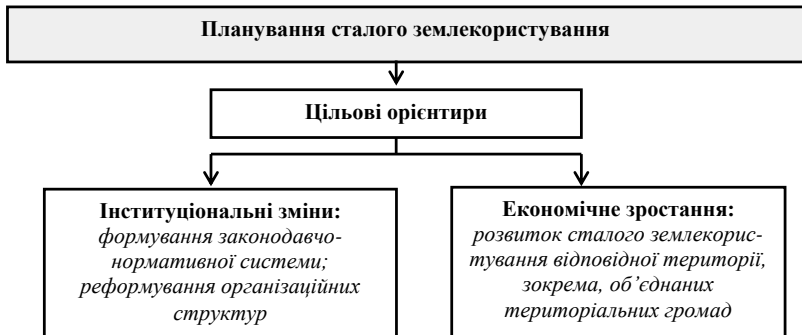 Планування сталого землекористування
Цільові орієнтири
Інституціональні зміни:
формування законодавчо-
нормативної системи;
реформування організаційних
структур
Економічне зростання:
розвиток сталого землекорис-
тування відповідної території,
зокрема, об’єднаних
територіальних громад